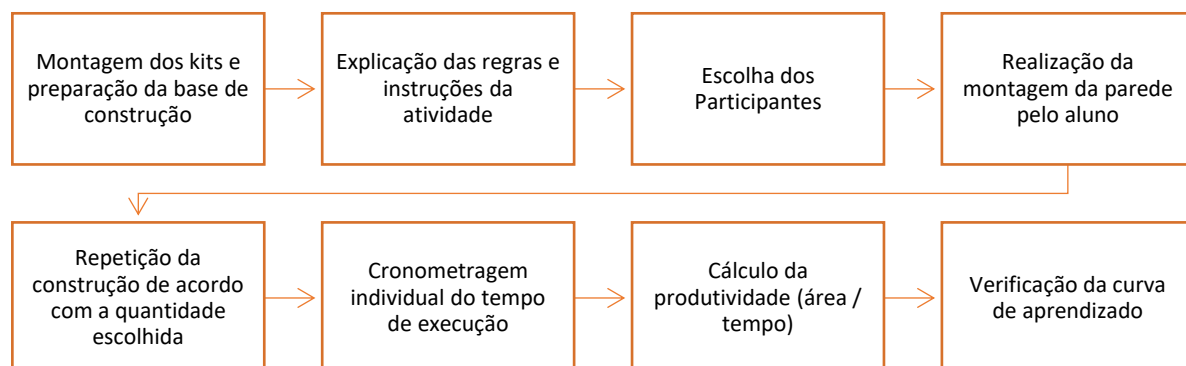 Montagem dos kits e
preparação da base de
construção
Explicação das regras e
instruções da
atividade
Escolha dos
Participantes
Realização da
montagem da parede
pelo aluno
Repetição da
construção de acordo
com a quantidade
escolhida
Cronometragem
individual do tempo
de execução
Cálculo da
produtividade (área /
tempo)
Verificação da curva
de aprendizado